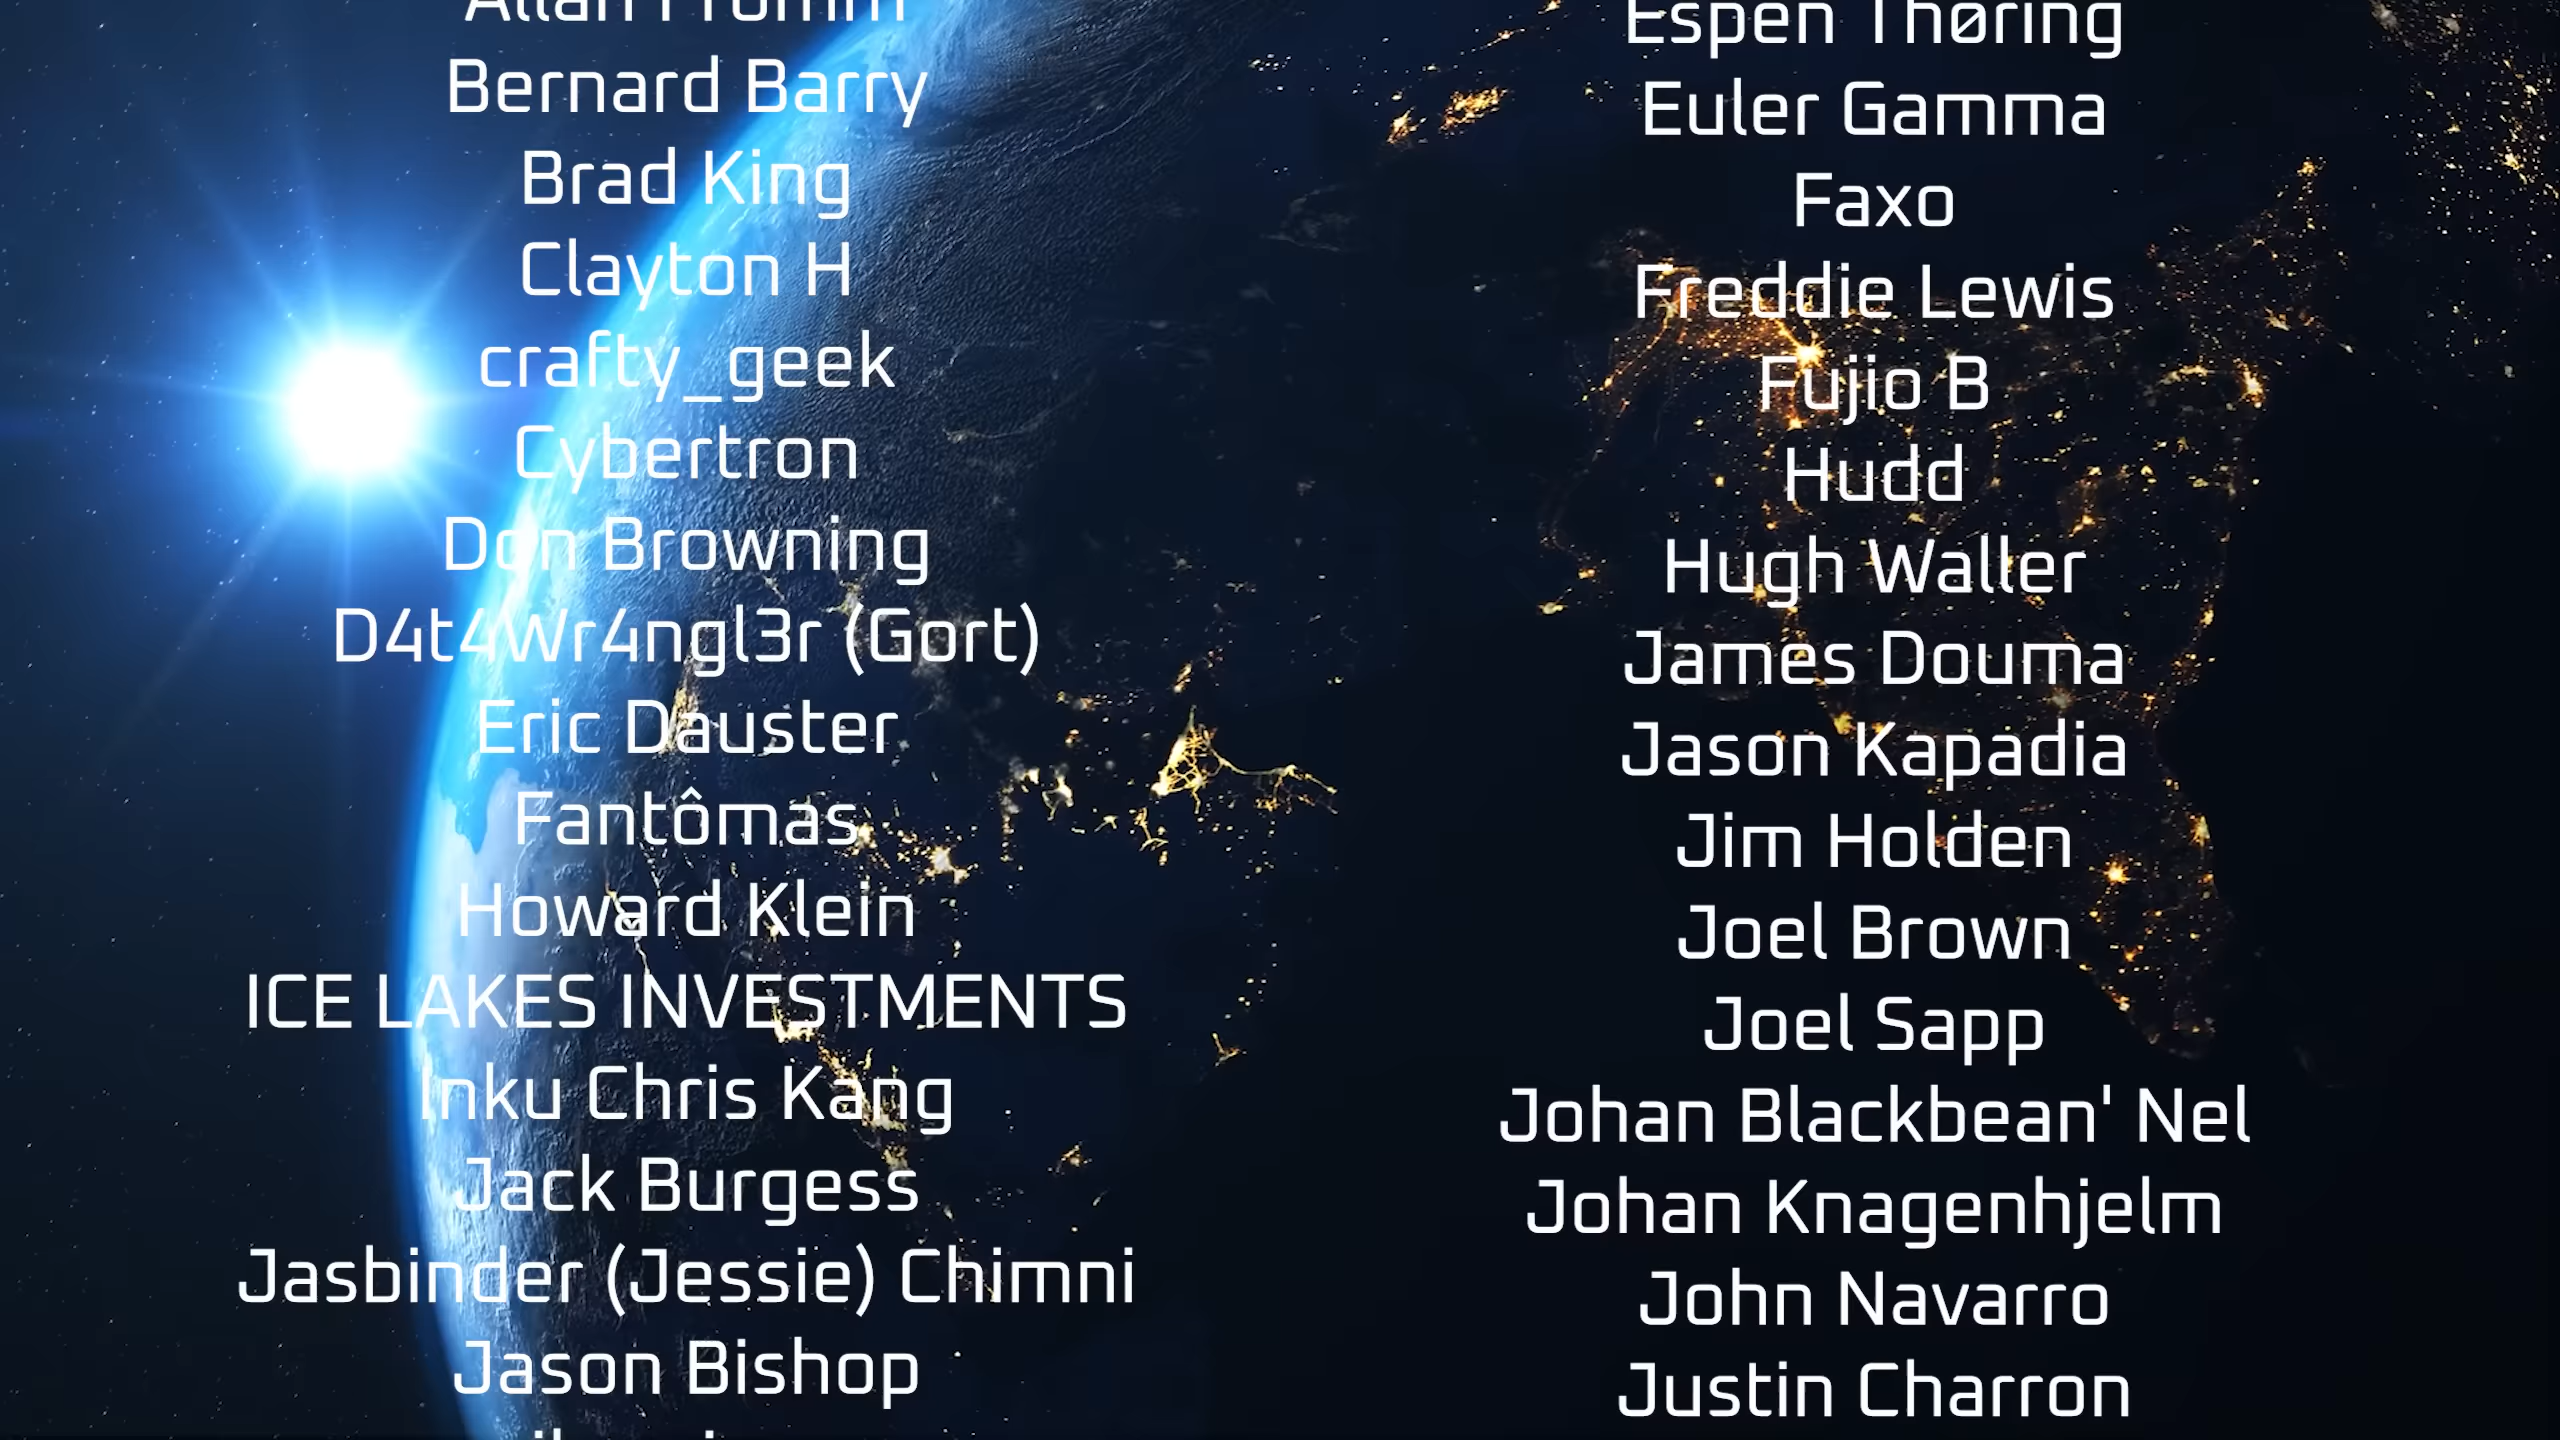 Bernard Barry
Brad King
Clayton H
crafty_geek
Cybertron
Don Browning
D4t4Wr4ngl3r (Gort)
Eric Dauster
Fantômas
Howard Klein
ICE LAKES INVESTMENTS
Inku Chris Kang
Jack Burgess
Jasbinder (Jessie) Chimni
Jason Bishop
Espen Thøring
Euler Gamma
Faxo
Freddie Lewis
Fujio B
Hudd
Hugh Waller
James Douma
Jason Kapadia
Jim Holden
Joel Brown
Joel Sapp
Johan Blackbean' Nel
Johan Knagenhjelm
John Navarro
Justin Charron